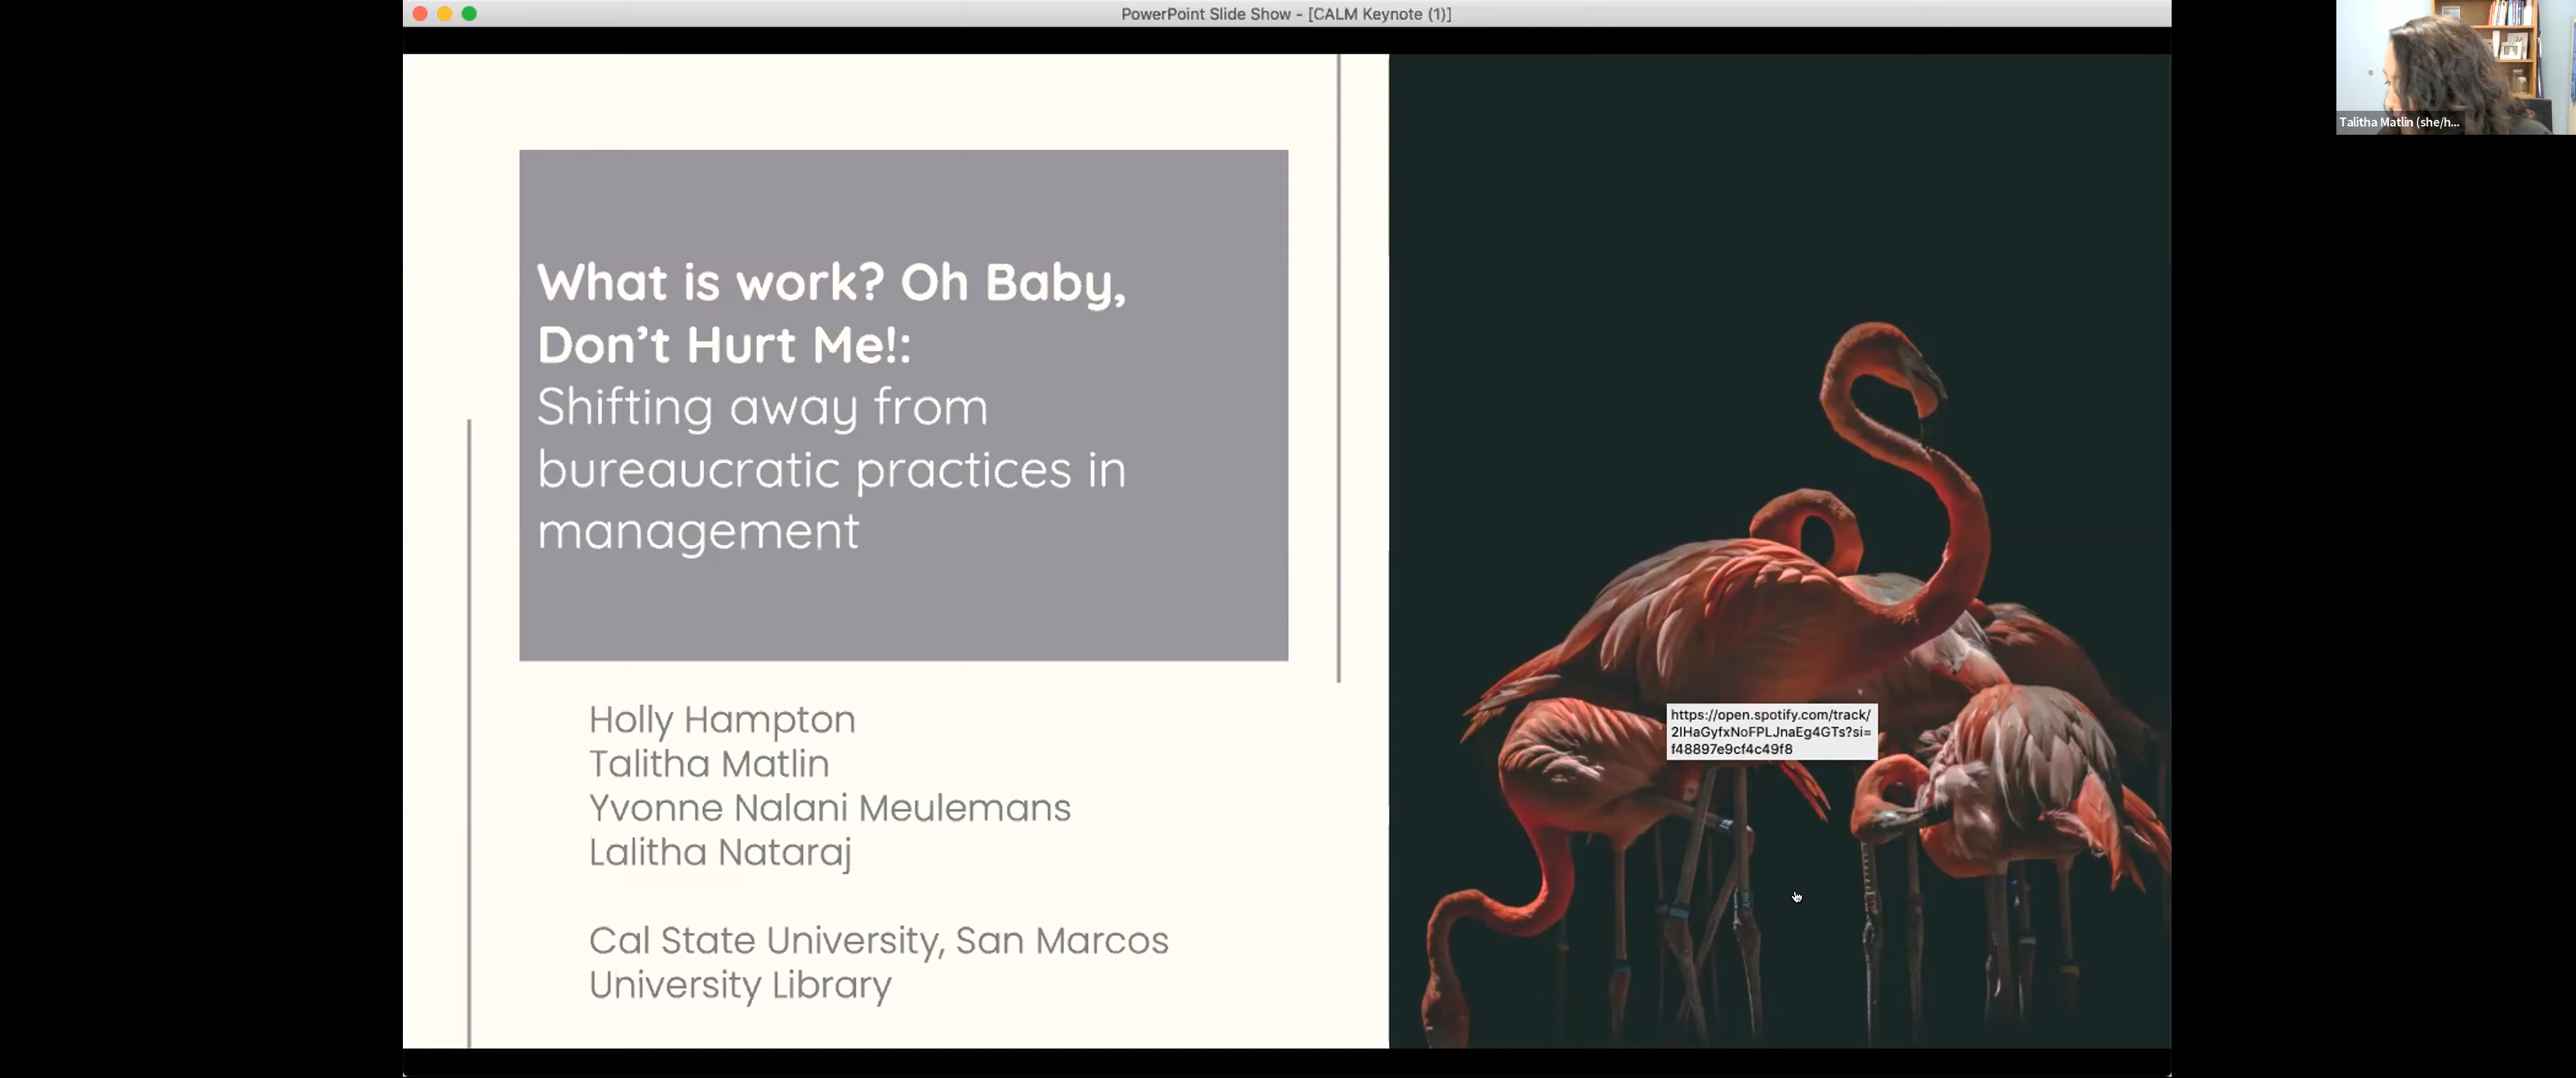 PowerPoint Slide Show - [CALM Keynote (1)]
What is work? Oh Baby,
Don't Hurt Me!:
Shifting away from
bureaucratic practices in
management
Holly Hampton
Talitha Matlin
Yvonne Nalani Meulemans
Lalitha Nataraj
Cal State University, San Marcos
University Library
https://open.spotify.com/track/
2IHaGyfxNoFPLJnaEg4GTs?si=
f48897e9cf4c49f8
Talitha Matlin (she/h...